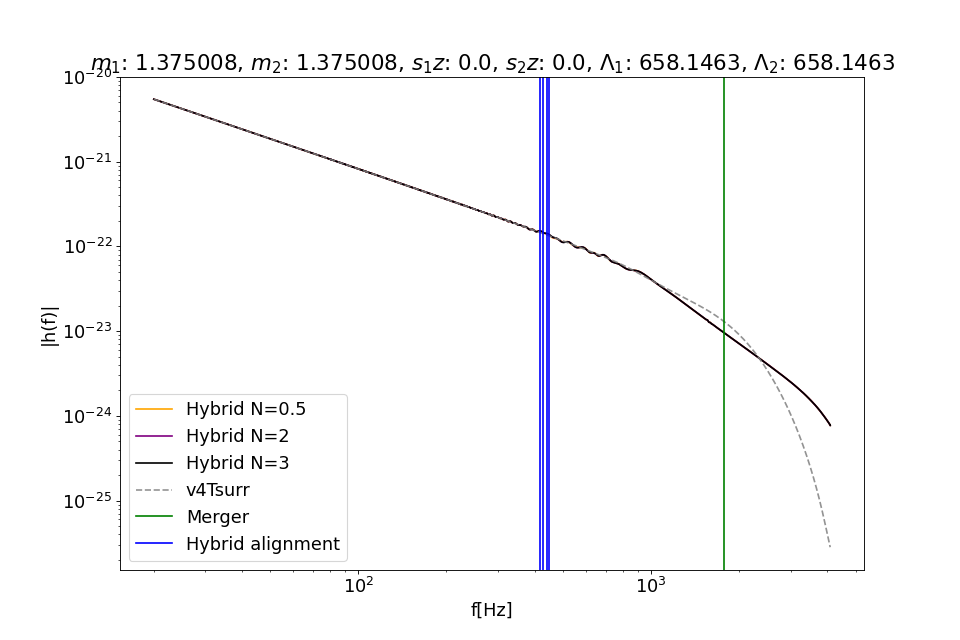 m₁: 1.375008, m₂: 1.375008, s₁z: 0.0, s₂z: 0.0, Λ₁: 658.1463, Λ₂: 658.1463
10⁻²⁰
10⁻²¹
10⁻²²
10⁻²³
10⁻²⁴
10⁻²⁵
|h(f)|
Hybrid N=0.5
Hybrid N=2
Hybrid N=3
v4Tsurr
Merger
Hybrid alignment
10² 10³
f[Hz]